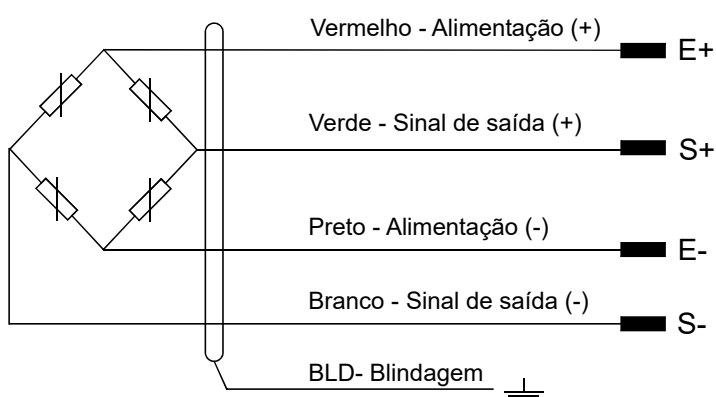 Vermelho - Alimentação (+)
E+
Verde - Sinal de saída (+)
S+
Preto - Alimentação (-)
E-
Branco - Sinal de saída (-)
S-
BLD- Blindagem